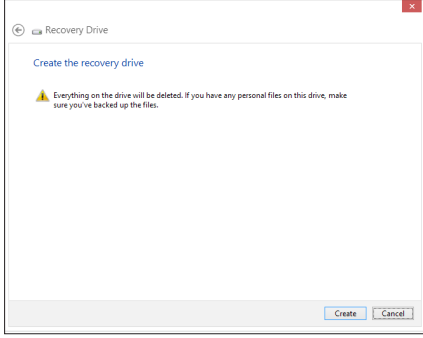 Recovery Drive
Create the recovery drive
Everything on the drive will be deleted. If you have any personal files on this drive, make
sure you've backed up the files.
Create Cancel